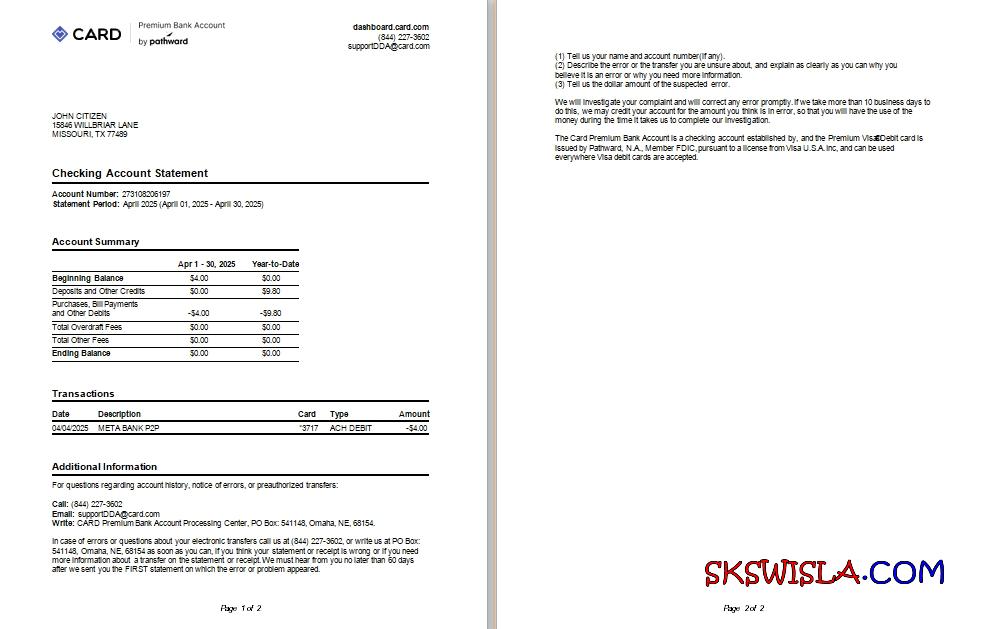 CARD
Premium Bank Account
by pathward
dashboard.card.com
(844) 227-3602
supportDDA@card.com
JOHN CITIZEN
15846 WILLBRIAR LANE
MISSOURI, TX 77489
Checking Account Statement
Account Number: 273108206197
Statement Period: April 2025 (April 01, 2025 - April 30, 2025)
Account Summary
Apr 1 - 30, 2025 Year-to-Date
Beginning Balance $4.00 $0.00
Deposits and Other Credits $0.00 $9.80
Purchases, Bill Payments
and Other Debits -$4.00 -$9.80
Total Overdraft Fees $0.00 $0.00
Total Other Fees $0.00 $0.00
Ending Balance $0.00 $0.00
Transactions
Date Description Card Type Amount
04/04/2025 META BANK P2P *3717 ACH DEBIT -$4.00
Additional Information
For questions regarding account history, notice of errors, or preauthorized transfers:
Call: (844) 227-3602
Email: supportDDA@card.com
Write: CARD Premium Bank Account Processing Center, PO Box: 541148, Omaha, NE, 68154.
In case of errors or questions about your electronic transfers call us at (844) 227-3602, or write us at PO Box:
541148, Omaha, NE, 68154 as soon as you can, if you think your statement or receipt is wrong or if you need
more information about a transfer on the statement or receipt.We must hear from you no later than 60 days
after we sent you the FIRST statement on which the error or problem appeared.
Page 1 of 2
(1) Tell us your name and account number(if any).
(2) Describe the error or the transfer you are unsure about, and explain as clearly as you can why you
believe it is an error or why you need more information.
(3) Tell us the dollar amount of the suspected error.
We will investigate your complaint and will correct any error promptly. If we take more than 10 business days to
do this, we may credit your account for the amount you think is in error, so that you will have the use of the
money during the time it takes us to complete our investigation.
The Card Premium Bank Account is a checking account established by, and the Premium Visa Debit card is
issued by Pathward, N.A., Member FDIC,pursuant to a license from Visa U.S.A.Inc, and can be used
everywhere Visa debit cards are accepted.
SKSWISLA.COM
Page 2 of 2